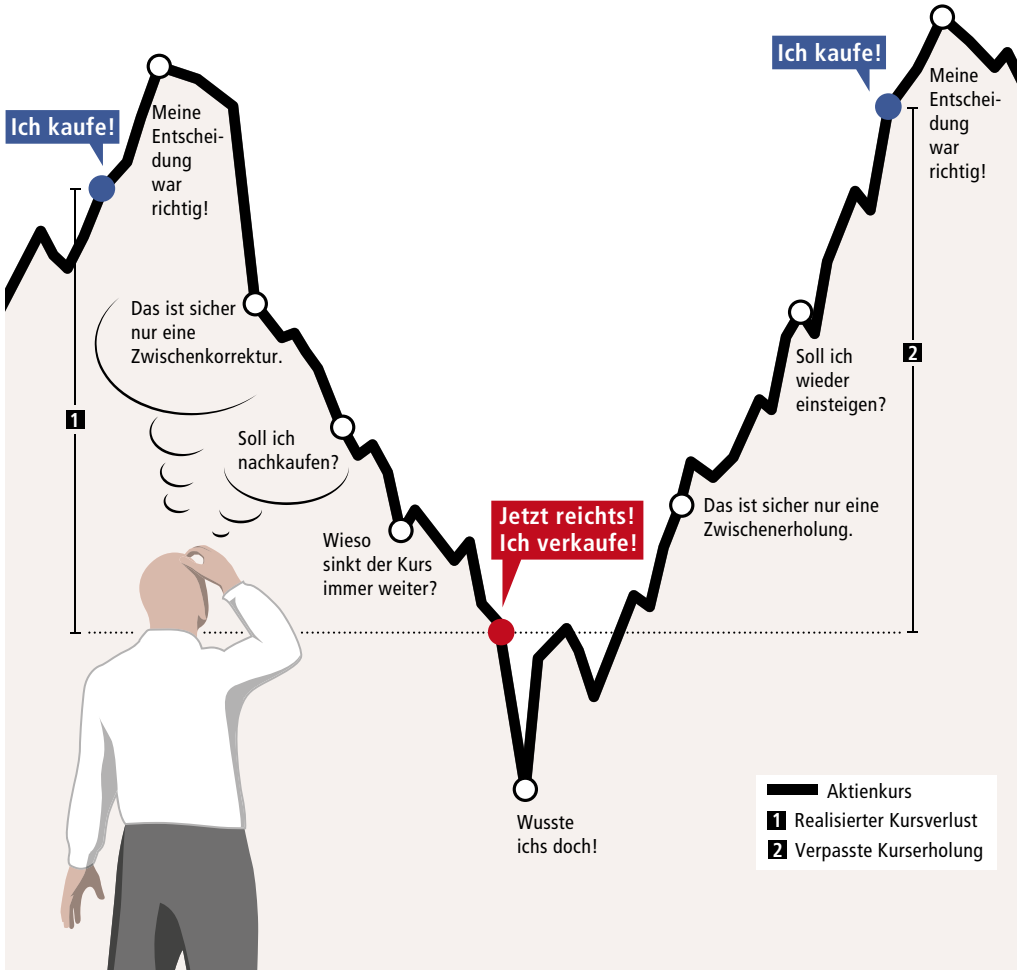 Ich kaufe!
Meine
Entschei-
dung
war
richtig!
Das ist sicher
nur eine
Zwischenkorrektur.
1
Soll ich
nachkaufen?
Wieso
sinkt der Kurs
immer weiter?
Jetzt reichts!
Ich verkaufe!
Wusste
ichs doch!
Das ist sicher nur eine
Zwischenerholung.
Soll ich
wieder
einsteigen?
2
Ich kaufe!
Meine
Entschei-
dung
war
richtig!
Aktienkurs
1 Realisierter Kursverlust
2 Verpasste Kurserholung